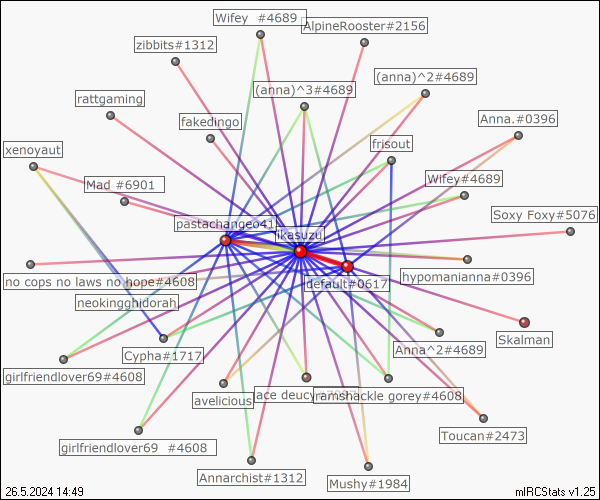 Wifey #4689
AlpineRooster#2156
zibbits#1312
(anna)^2#4689
(anna)^3#4689
rattgaming
Anna.#0396
fakedingo
frisout
xenoyaut
Mad #6901
Wifey#4689
Soxy Foxy#5076
pastachangeo41
ikasuzu
no cops no laws no hope#4608
hypomanianna#0396
default#0617
neokingghidorah
Skalman
Cypha#1717
Anna^2#4689
girlfriendlover69#4608
avelicious
ace deucy
ramshackle gorey#4608
Toucan#2473
girlfriendlover69 #4608
Annarchist#1312
Mushy#1984
26.5.2024 14:49
mIRCStats v1.25